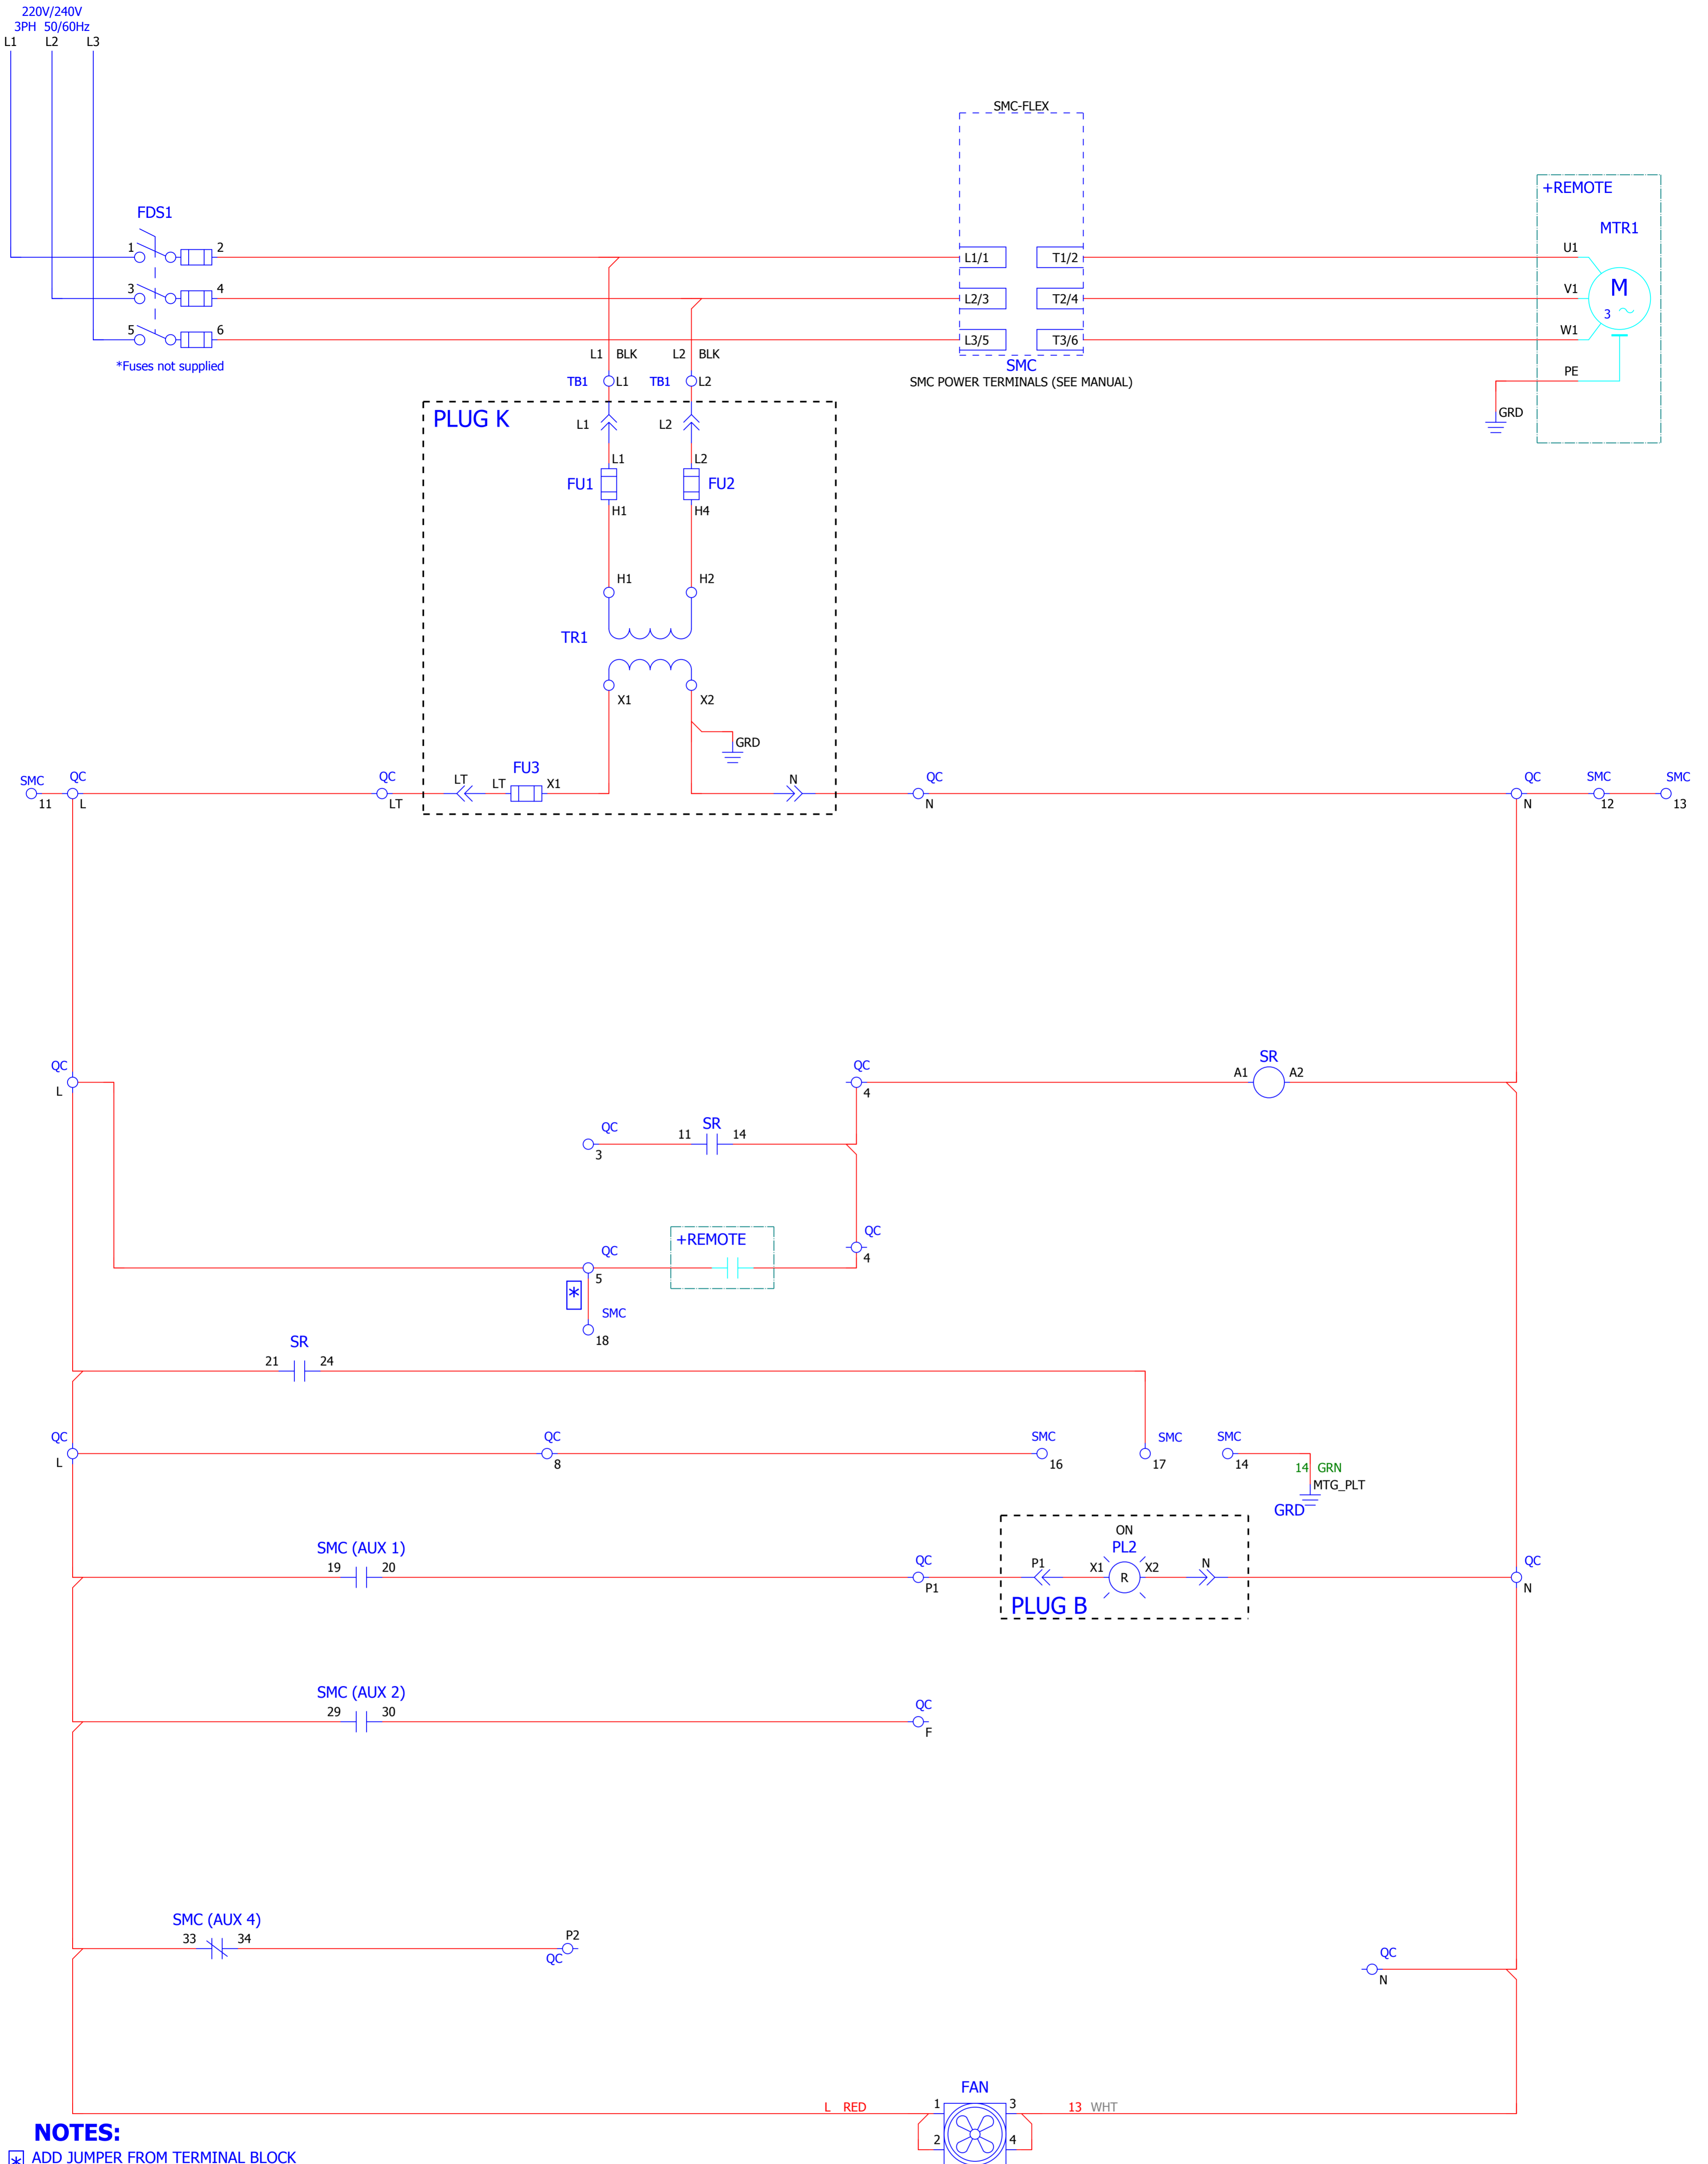 220V/240V
3PH 50/60Hz
L1 L2 L3
SMC-FLEX
+REMOTE
FDS1
MTR1
1 2
L1/1 T1/2
U1
3 4
L2/3 T2/4
V1
M
3 ~
5 6
L3/5 T3/6
W1
*Fuses not supplied
L1 BLK L2 BLK
SMC
SMC POWER TERMINALS (SEE MANUAL)
PE
TB1 L1 TB1 L2
GRD
PLUG K
L1 L2
L1 L2
FU1 FU2
H1 H4
H1 H2
TR1
X1 X2
GRD
SMC QC QC LT LT FU3 X1 N QC QC SMC SMC
11 L LT N N 12 13
QC QC SR
L 4 A1 A2
QC 11 SR 14
3
+REMOTE
QC QC
5 4
* SMC
18
SR
21 24
QC QC SMC SMC SMC
L 8 16 17 14
14 GRN
MTG_PLT
GRD
ON
SMC (AUX 1) PL2
19 20 QC P1 X1 R X2 N QC
P1 N
PLUG B
SMC (AUX 2)
29 30 QC
F
SMC (AUX 4)
33 34 P2
QC QC
N
FAN
L RED 1 3 13 WHT
2 4
NOTES:
* ADD JUMPER FROM TERMINAL BLOCK